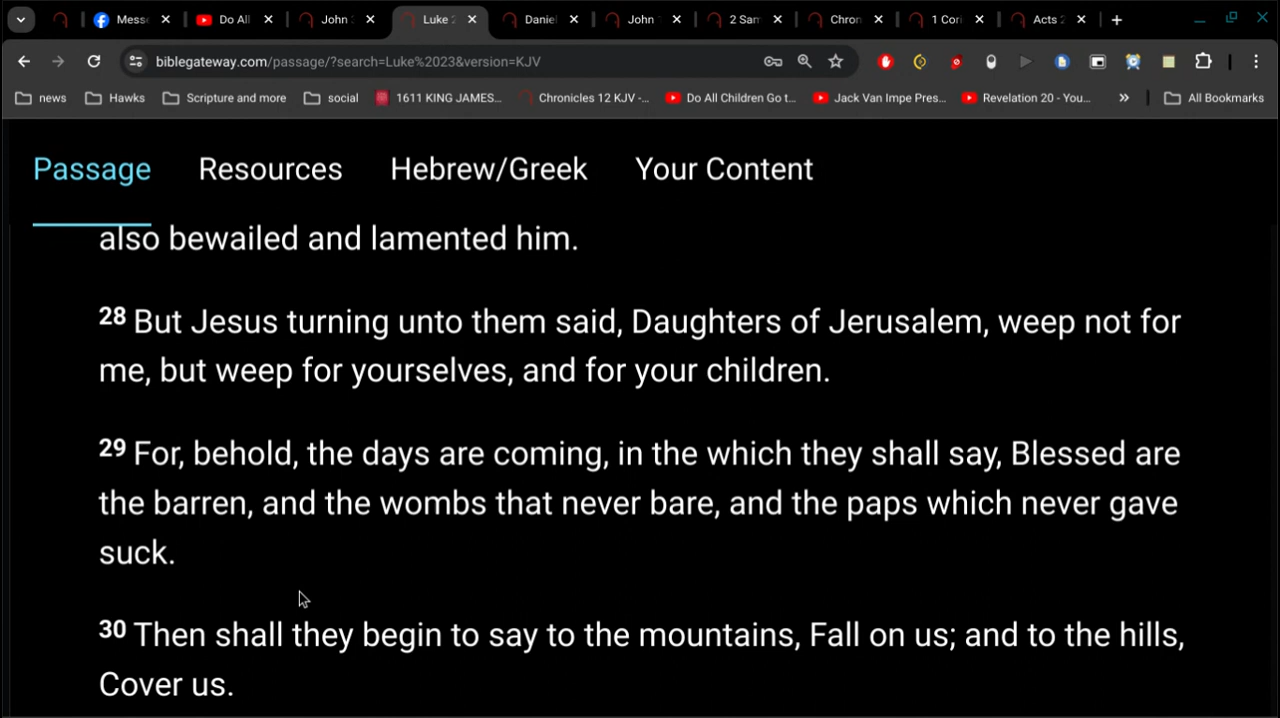 Messe
Do All
John
Luke 2
Daniel
John
2 Sam
Chron
1 Cori
Acts 2
biblegateway.com/passage/?search=Luke%2023&version=KJV
news
Hawks
Scripture and more
social
1611 KING JAMES...
Chronicles 12 KJV -...
Do All Children Go t...
Jack Van Impe Pres...
Revelation 20 - You...
»
All Bookmarks
Passage Resources Hebrew/Greek Your Content
also bewailed and lamented him.
28 But Jesus turning unto them said, Daughters of Jerusalem, weep not for
me, but weep for yourselves, and for your children.
29 For, behold, the days are coming, in the which they shall say, Blessed are
the barren, and the wombs that never bare, and the paps which never gave
suck.
30 Then shall they begin to say to the mountains, Fall on us; and to the hills,
Cover us.